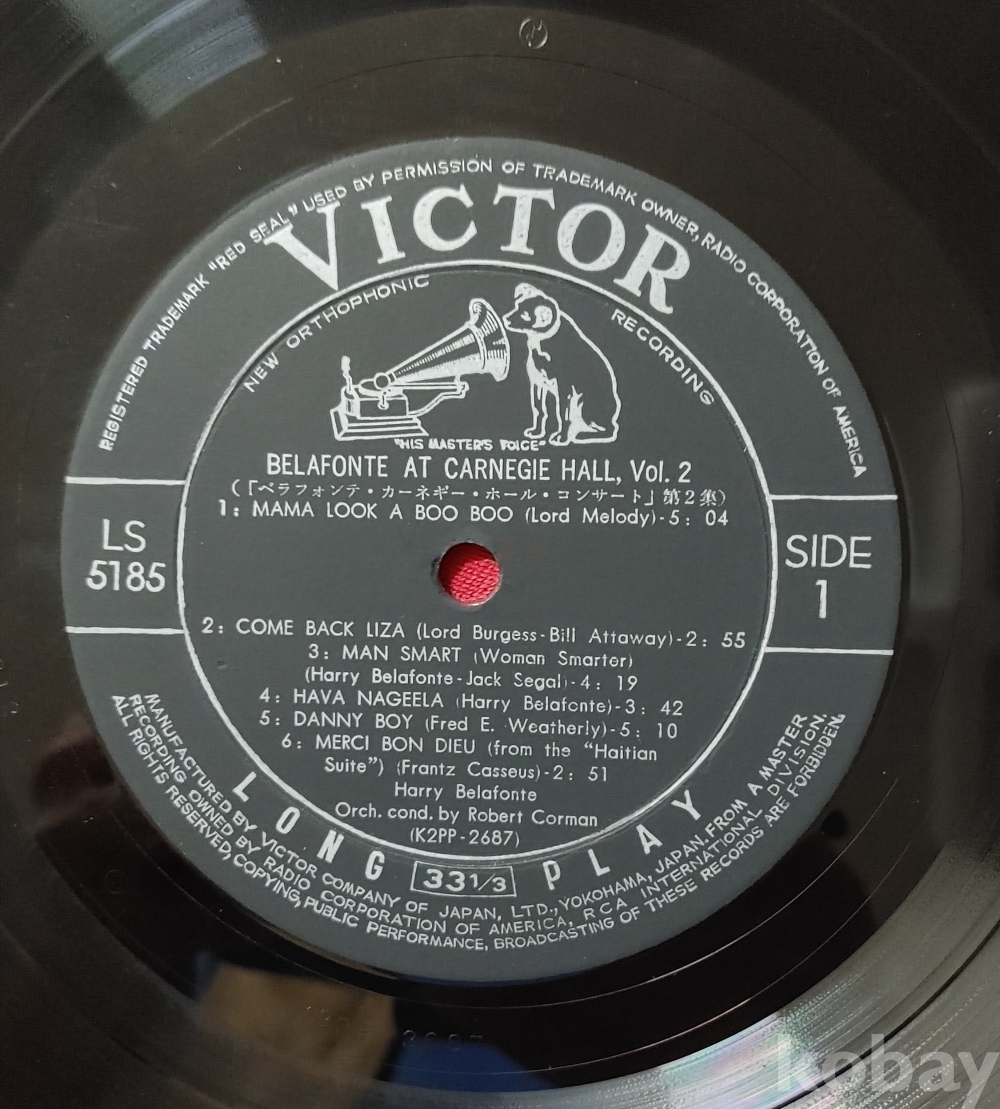 REGISTERED TRADEMARK "RED SEAL" USED BY PERMISSION OF TRADEMARK OWNER, RADIO CORPORATION OF AMERICA
VICTOR
NEW ORTHOPHONIC RECORDING
"HIS MASTER'S VOICE"
BELAFONTE AT CARNEGIE HALL, Vol. 2
(「ベラフォンテ・カーネギー・ホール・コンサート」第2集)
1: MAMA LOOK A BOO BOO (Lord Melody)-5: 04
LS
5185
SIDE
1
2: COME BACK LIZA (Lord Burgess-Bill Attaway)-2: 55
3: MAN SMART (Woman Smarter)
(Harry Belafonte-Jack Segal)-4: 19
4: HAVA NAGEELA (Harry Belafonte)-3: 42
5: DANNY BOY (Fred E. Weatherly)-5: 10
6: MERCI BON DIEU (from the "Haitian
Suite") (Frantz Casseus)-2: 51
Harry Belafonte
Orch. cond. by Robert Corman
(K2PP-2687)
LONG 33 1/3 PLAY
MANUFACTURED BY VICTOR COMPANY OF JAPAN, LTD., YOKOHAMA, JAPAN. FROM A MASTER
RECORDING OWNED BY RADIO CORPORATION OF AMERICA, RCA INTERNATIONAL DIVISION.
ALL RIGHTS RESERVED, COPYING, PUBLIC PERFORMANCE, BROADCASTING OF THESE RECORDS ARE FORBIDDEN.
kobay